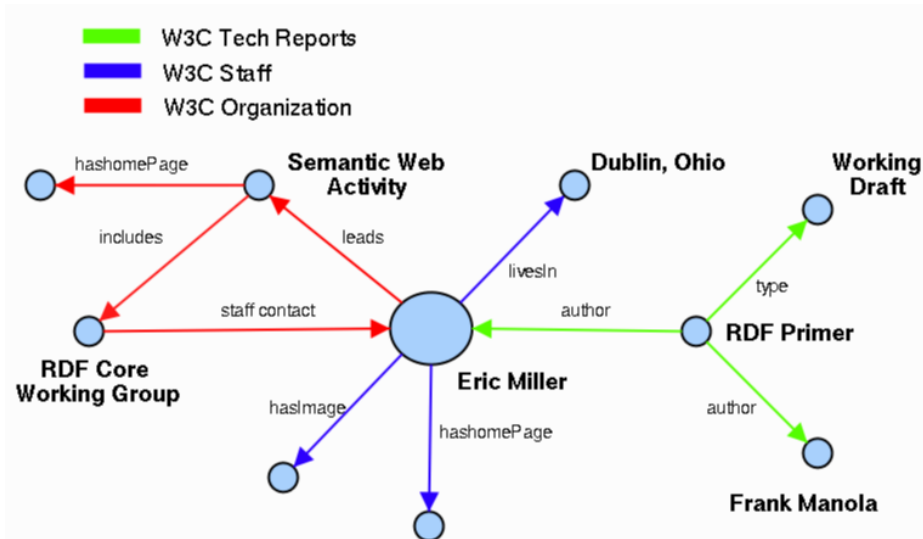 W3C Tech Reports
W3C Staff
W3C Organization
hashomePage
Semantic Web
Activity
Dublin, Ohio
Working
Draft
includes
leads
livesIn
type
staff contact
author
RDF Primer
RDF Core
Working Group
Eric Miller
hasImage
hashomePage
author
Frank Manola